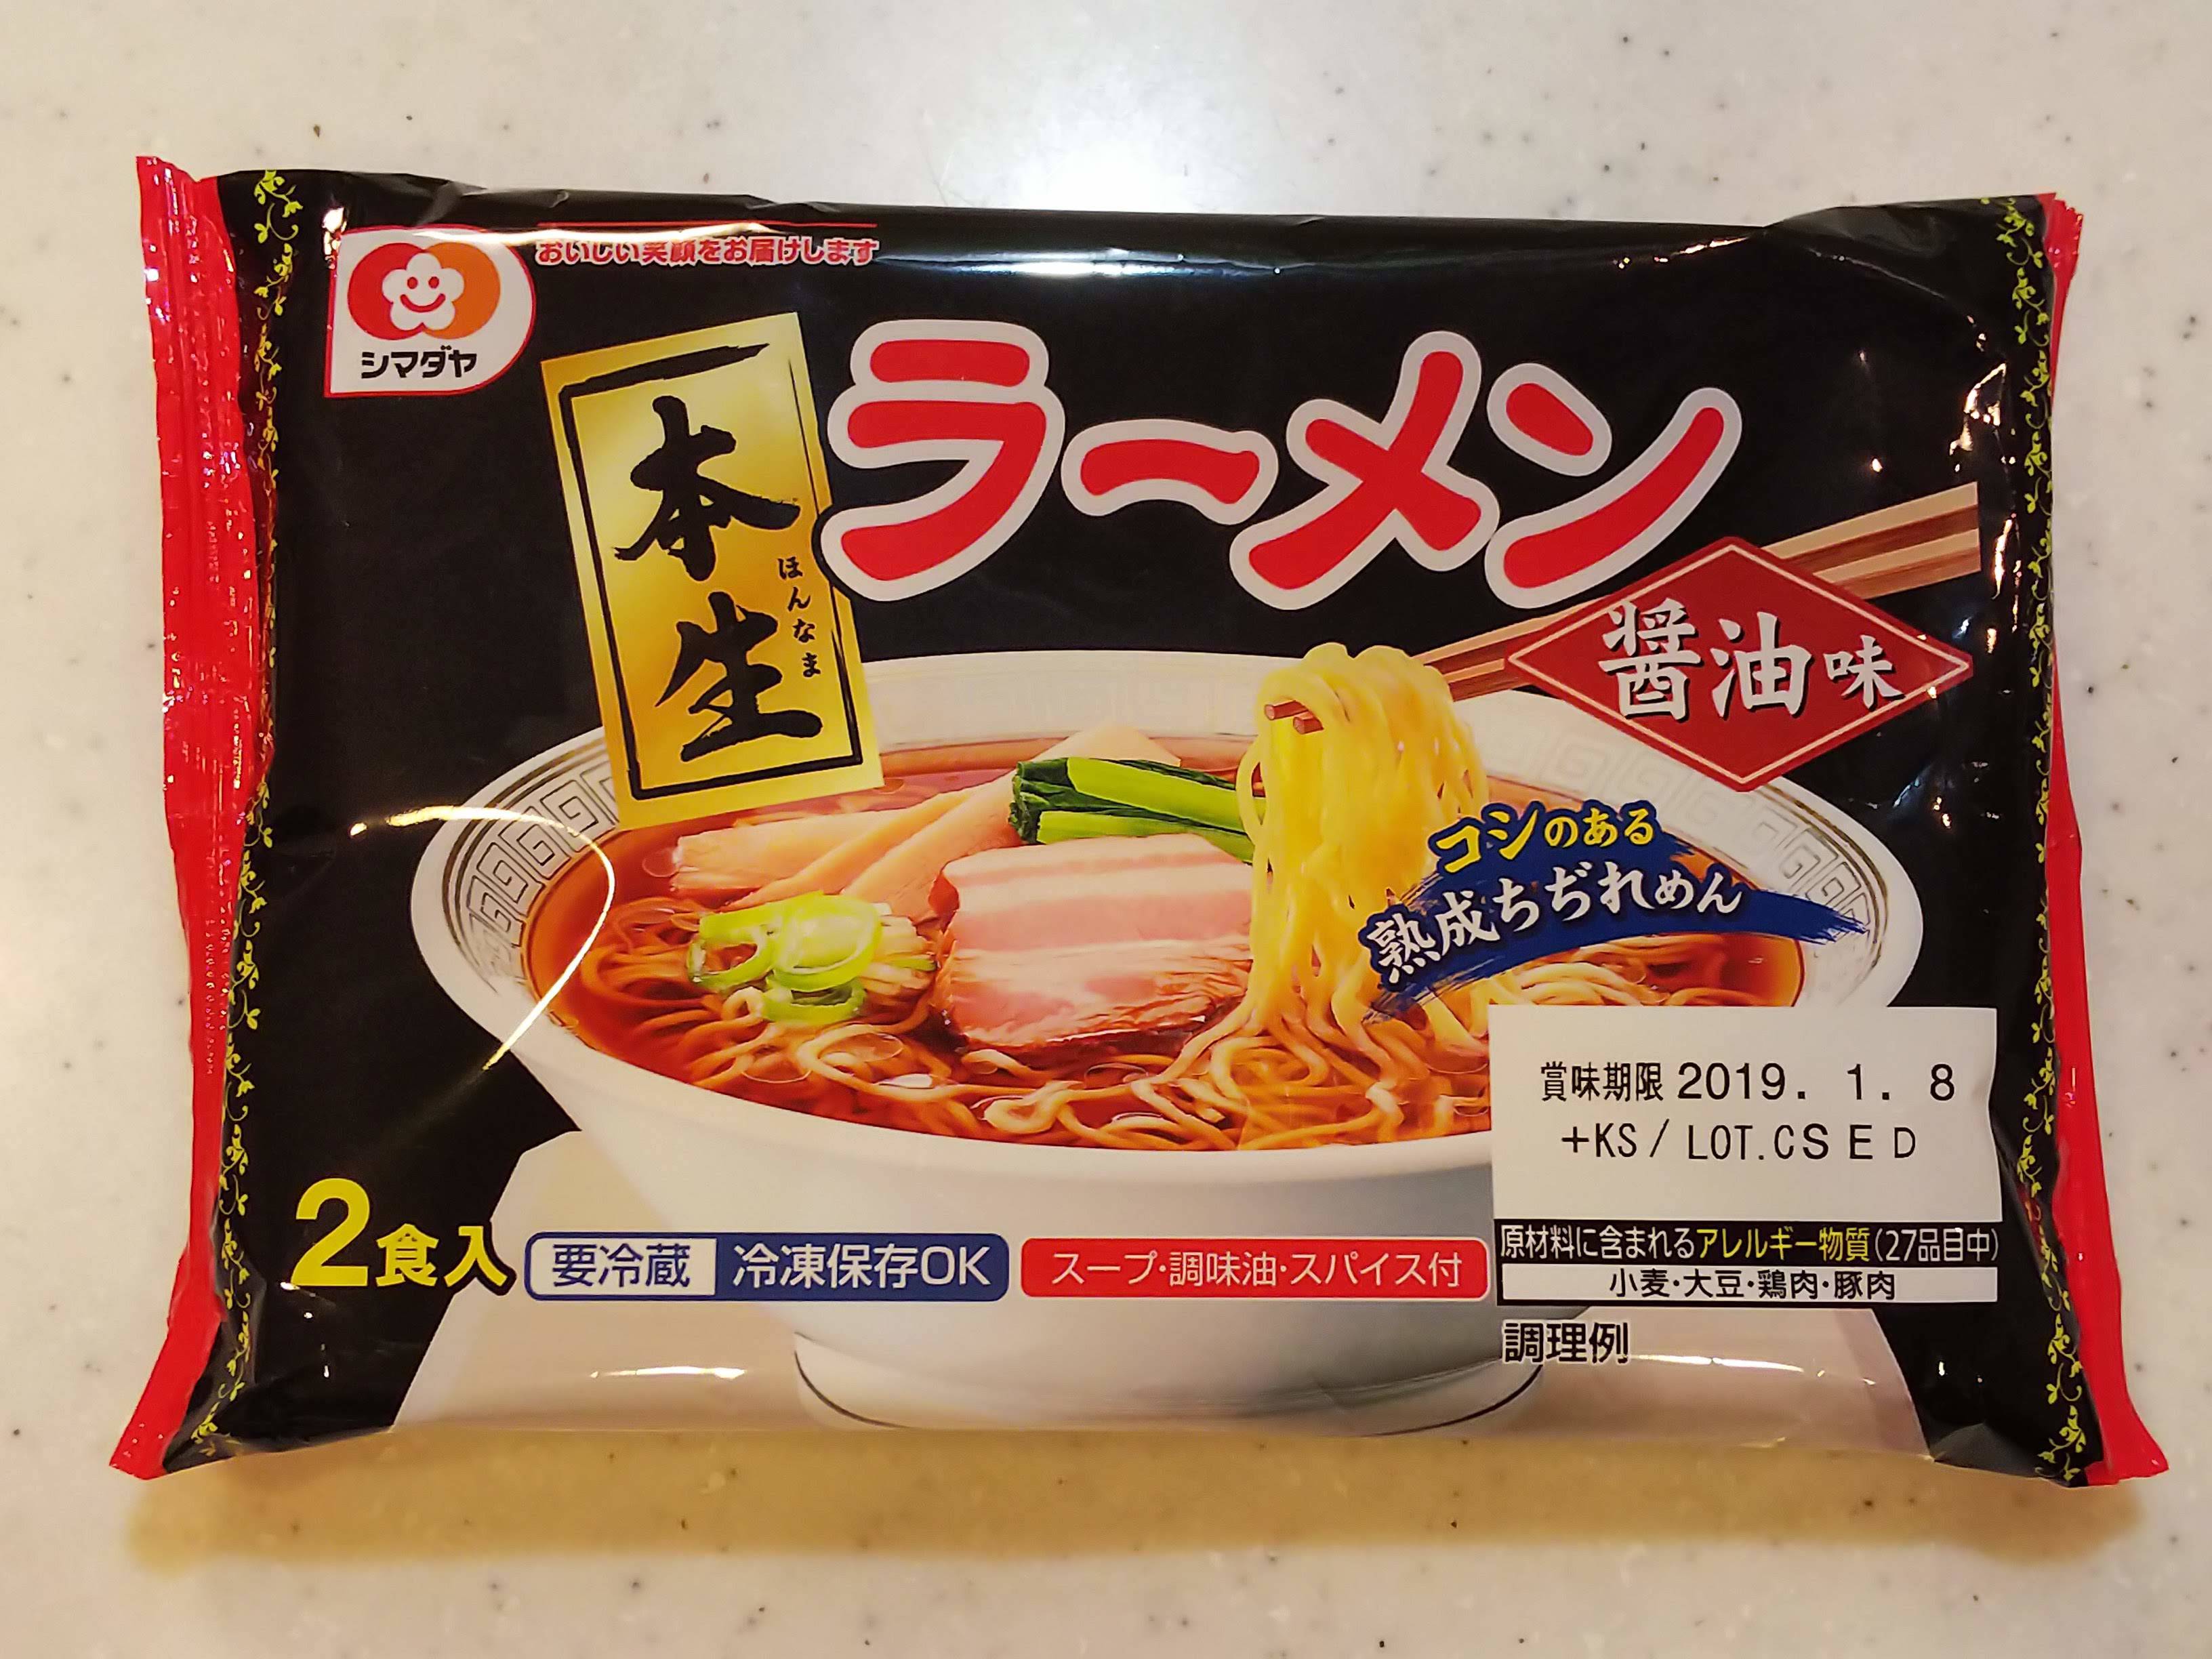 おいしい笑顔をお届けします
シマダヤ
本生
ほんなま
ラーメン
醤油味
コシのある
熟成ちぢれめん
賞味期限 2019. 1. 8
+KS/ LOT.CSED
2食入
要冷蔵 冷凍保存OK
スープ・調味油・スパイス付
原材料に含まれるアレルギー物質(27品目中)
小麦・大豆・鶏肉・豚肉
調理例